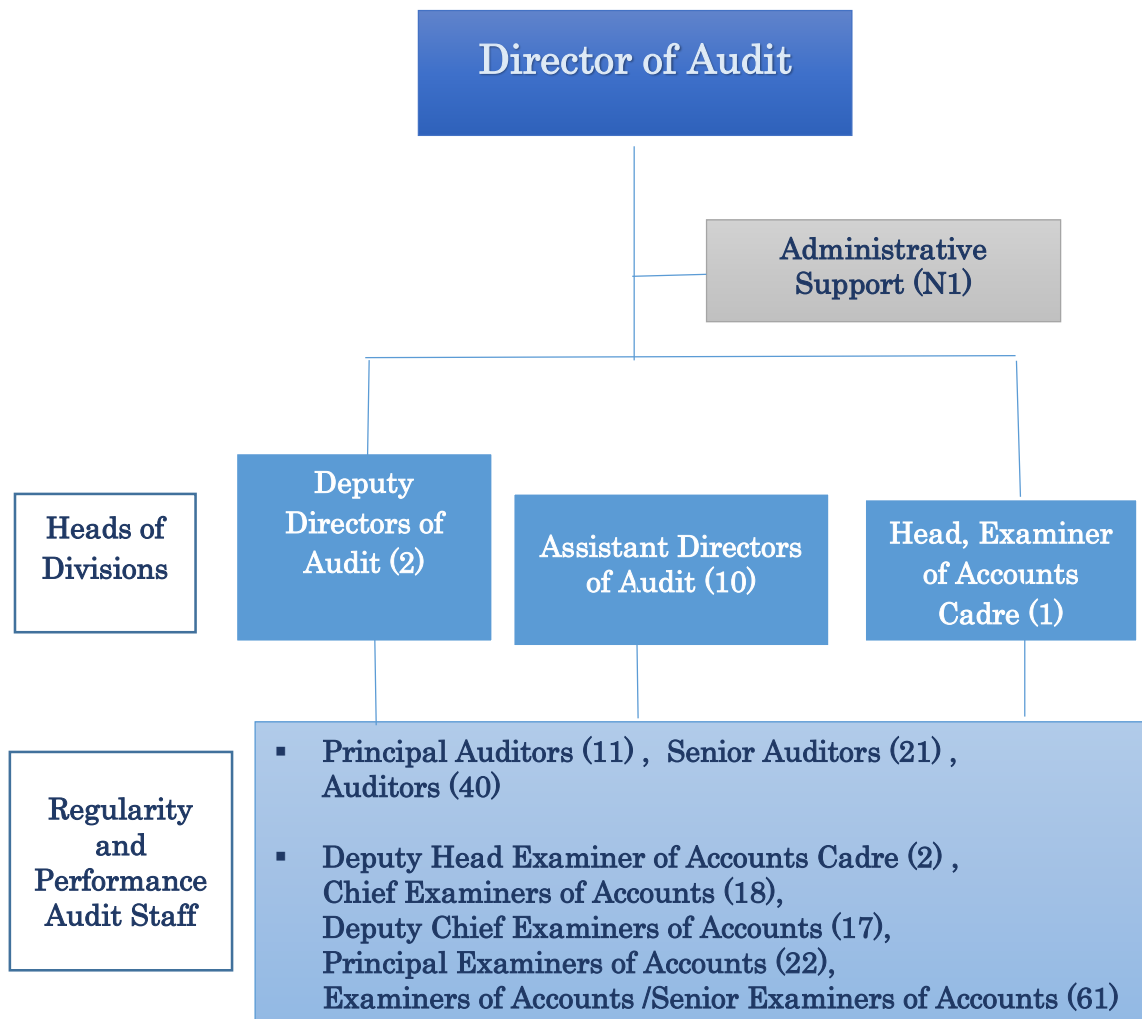 Director of Audit
Administrative
Support (N1)
Heads of
Divisions
Deputy
Directors of
Audit (2)
Assistant Directors
of Audit (10)
Head, Examiner
of Accounts
Cadre (1)
Regularity
and
Performance
Audit Staff
▪ Principal Auditors (11) , Senior Auditors (21) ,
Auditors (40)
▪ Deputy Head Examiner of Accounts Cadre (2) ,
Chief Examiners of Accounts (18),
Deputy Chief Examiners of Accounts (17),
Principal Examiners of Accounts (22),
Examiners of Accounts /Senior Examiners of Accounts (61)